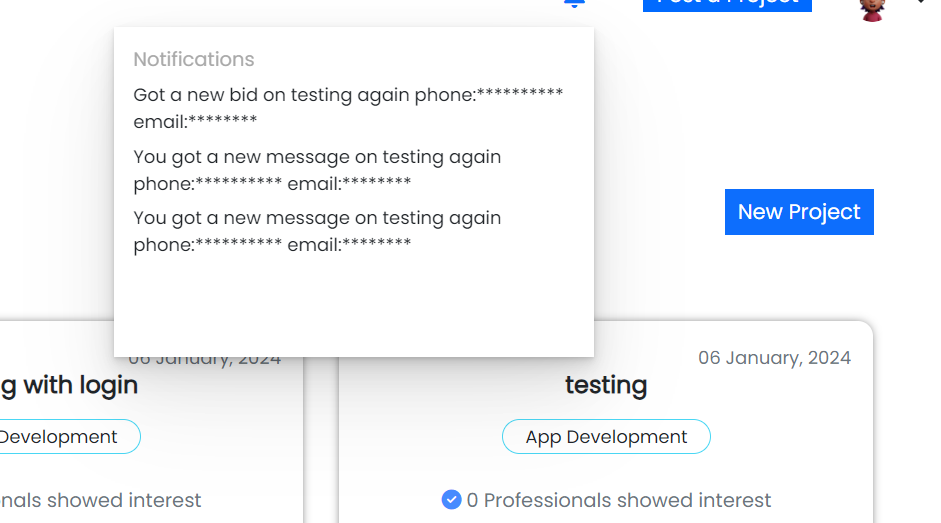 Post a Project
Notifications
Got a new bid on testing again phone:**********
email:********
You got a new message on testing again
phone:********** email:********
You got a new message on testing again
phone:********** email:********
New Project
06 January, 2024
06 January, 2024
g with login
testing
Development
App Development
nals showed interest
0 Professionals showed interest